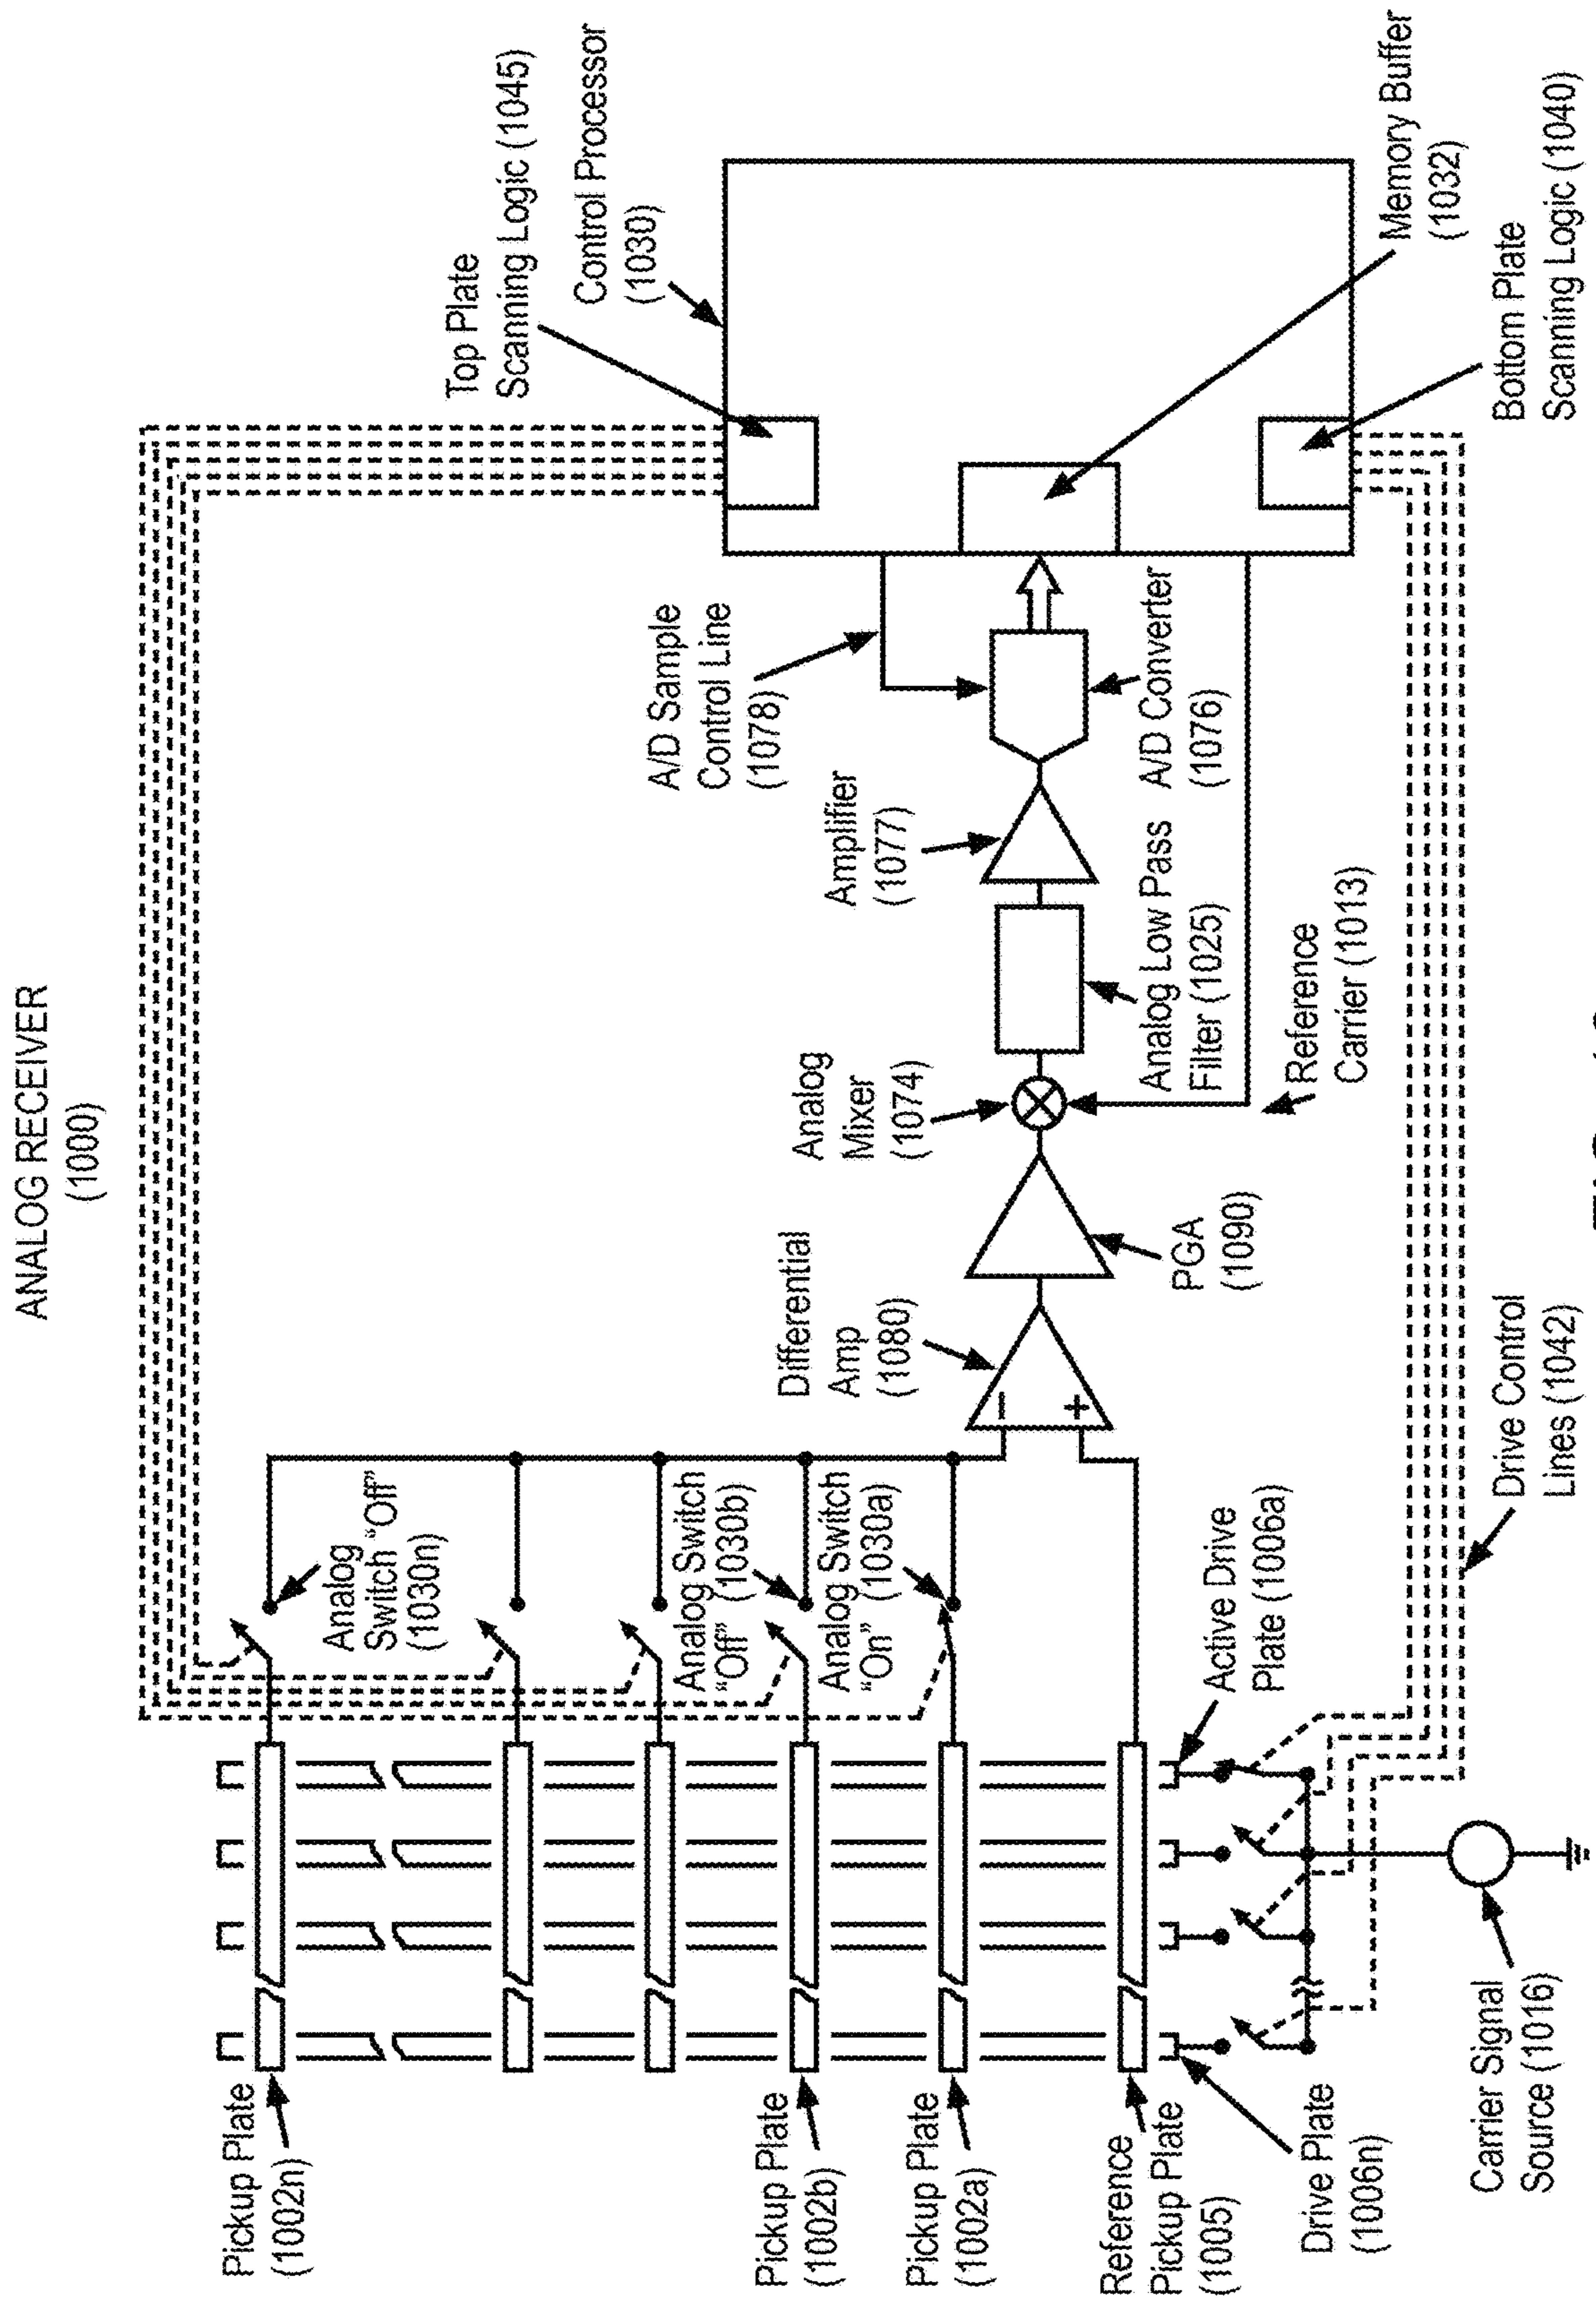 ANALOG RECEIVER
(1000)
Top Plate
Scanning Logic (1045)
Control Processor
(1030)
Memory Buffer
(1032)
Bottom Plate
Scanning Logic (1040)
A/D Sample
Control Line
(1078)
A/D Converter
(1076)
Amplifier
(1077)
Analog Low Pass
Filter (1025)
Analog
Mixer
(1074)
Reference
Carrier (1013)
Differential
Amp
(1080)
PGA
(1090)
–
+
Analog
Switch "Off"
(1030n)
Analog Switch
"Off" (1030b)
Analog Switch
"On" (1030a)
Active Drive
Plate (1006a)
Drive Control
Lines (1042)
Pickup Plate
(1002n)
Pickup Plate
(1002b)
Pickup Plate
(1002a)
Reference
Pickup Plate
(1005)
Drive Plate
(1006n)
Carrier Signal
Source (1016)